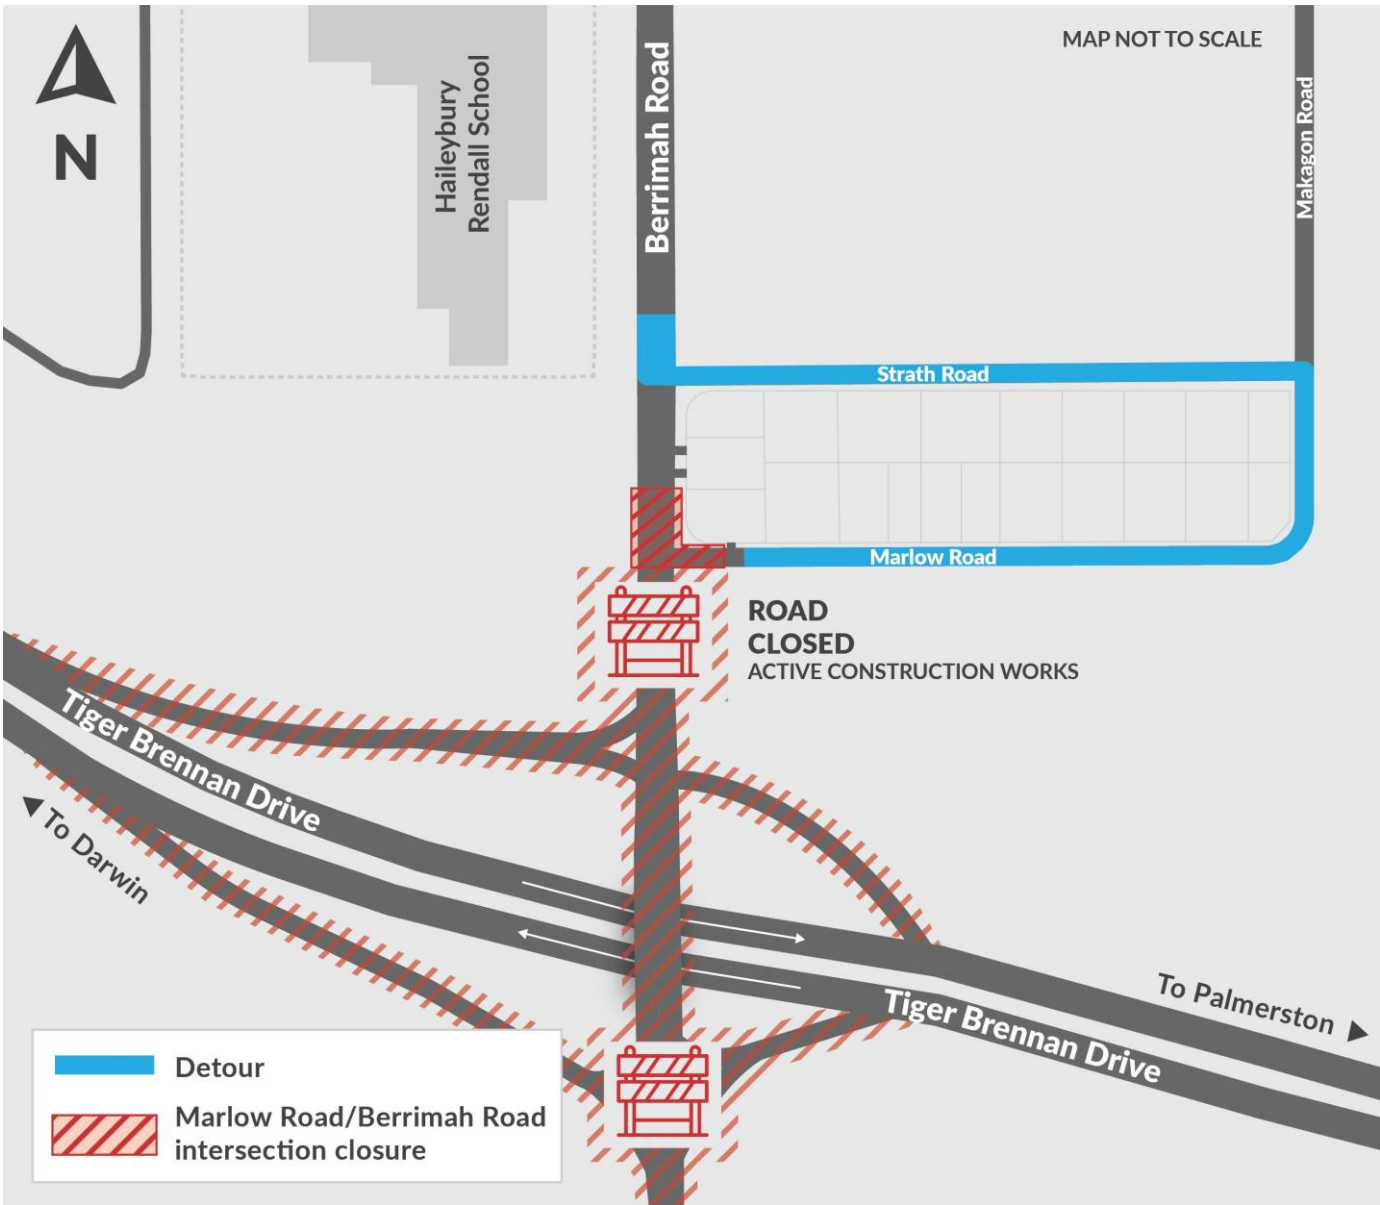 MAP NOT TO SCALE
N
Haileybury
Rendall School
Berrimah Road
Makagon Road
Strath Road
Marlow Road
ROAD
CLOSED
ACTIVE CONSTRUCTION WORKS
Tiger Brennan Drive
To Darwin
To Palmerston
Tiger Brennan Drive
Detour
Marlow Road/Berrimah Road
intersection closure